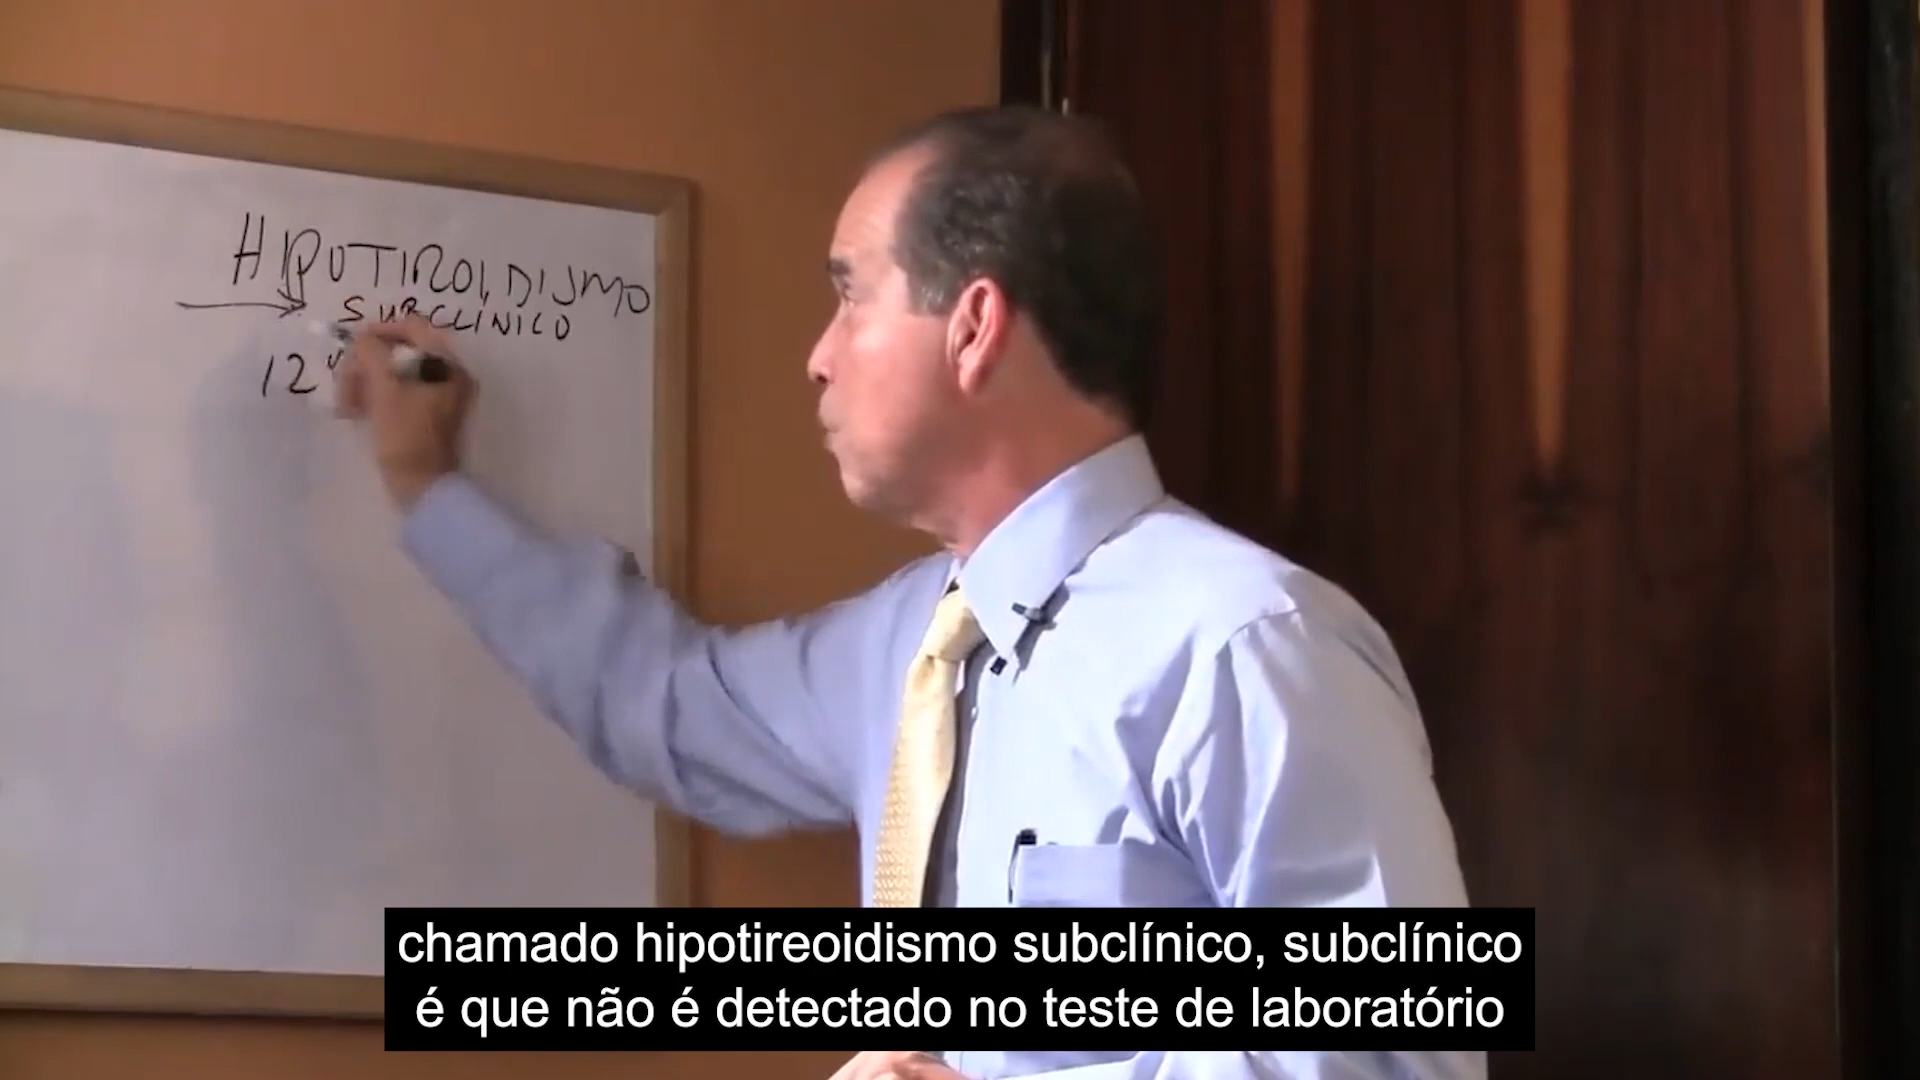 HIPOTIROIDISMO
SUBCLÍNICO
12
chamado hipotireoidismo subclínico, subclínico
é que não é detectado no teste de laboratório